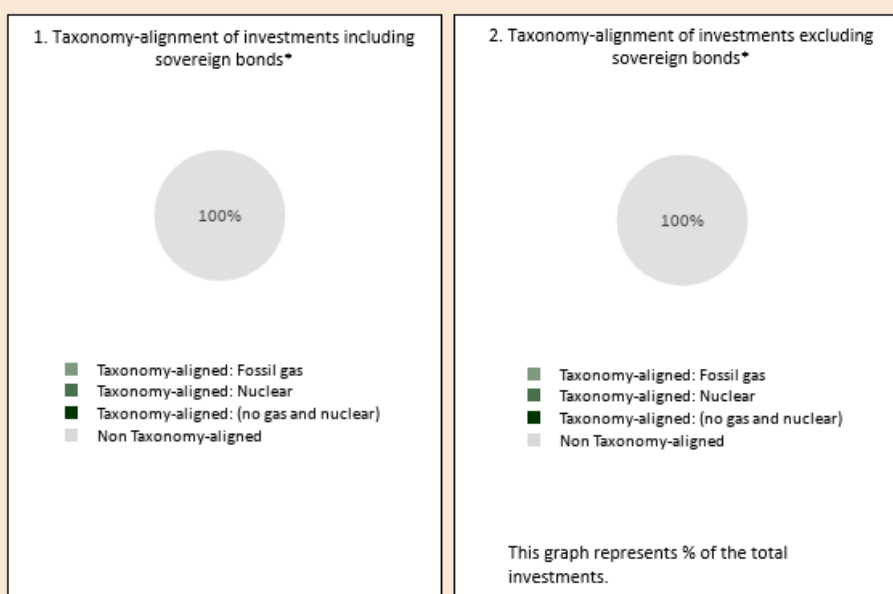 1. Taxonomy-alignment of investments including
sovereign bonds*
100%
Taxonomy-aligned: Fossil gas
Taxonomy-aligned: Nuclear
Taxonomy-aligned: (no gas and nuclear)
Non Taxonomy-aligned
2. Taxonomy-alignment of investments excluding
sovereign bonds*
100%
Taxonomy-aligned: Fossil gas
Taxonomy-aligned: Nuclear
Taxonomy-aligned: (no gas and nuclear)
Non Taxonomy-aligned
This graph represents % of the total
investments.